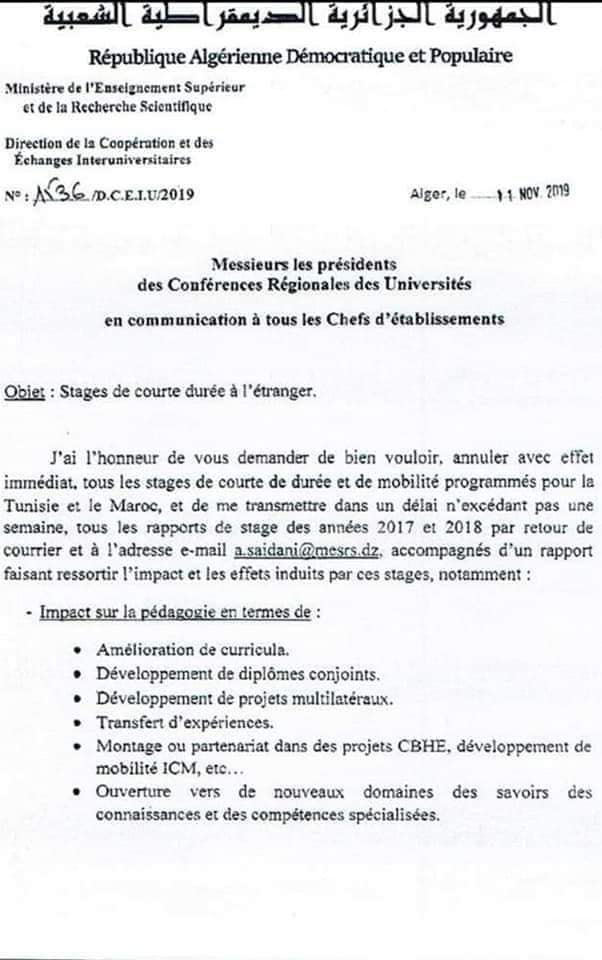 الجمهورية الجزائرية الديمقراطية الشعبية
République Algérienne Démocratique et Populaire
Ministère de l'Enseignement Supérieur
et de la Recherche Scientifique
Direction de la Coopération et des
Échanges Interuniversitaires
N° : 1536 /D.C.E.I.U/2019
Alger, le 11 NOV. 2019
Messieurs les présidents
des Conférences Régionales des Universités
en communication à tous les Chefs d'établissements
Objet : Stages de courte durée à l'étranger.
J'ai l'honneur de vous demander de bien vouloir, annuler avec effet
immédiat, tous les stages de courte de durée et de mobilité programmés pour la
Tunisie et le Maroc, et de me transmettre dans un délai n'excédant pas une
semaine, tous les rapports de stage des années 2017 et 2018 par retour de
courrier et à l'adresse e-mail a.saidani@mesrs.dz, accompagnés d'un rapport
faisant ressortir l'impact et les effets induits par ces stages, notamment :
- Impact sur la pédagogie en termes de :
• Amélioration de curricula.
• Développement de diplômes conjoints.
• Développement de projets multilatéraux.
• Transfert d'expériences.
• Montage ou partenariat dans des projets CBHE, développement de
mobilité ICM, etc…
• Ouverture vers de nouveaux domaines des savoirs des
connaissances et des compétences spécialisées.